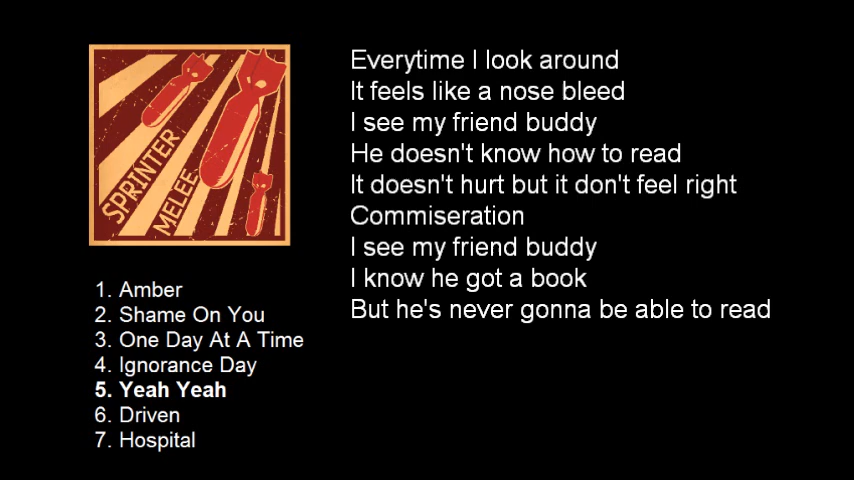 SPRINTER
MELEE
1. Amber
2. Shame On You
3. One Day At A Time
4. Ignorance Day
5. Yeah Yeah
6. Driven
7. Hospital
Everytime I look around
It feels like a nose bleed
I see my friend buddy
He doesn't know how to read
It doesn't hurt but it don't feel right
Commiseration
I see my friend buddy
I know he got a book
But he's never gonna be able to read